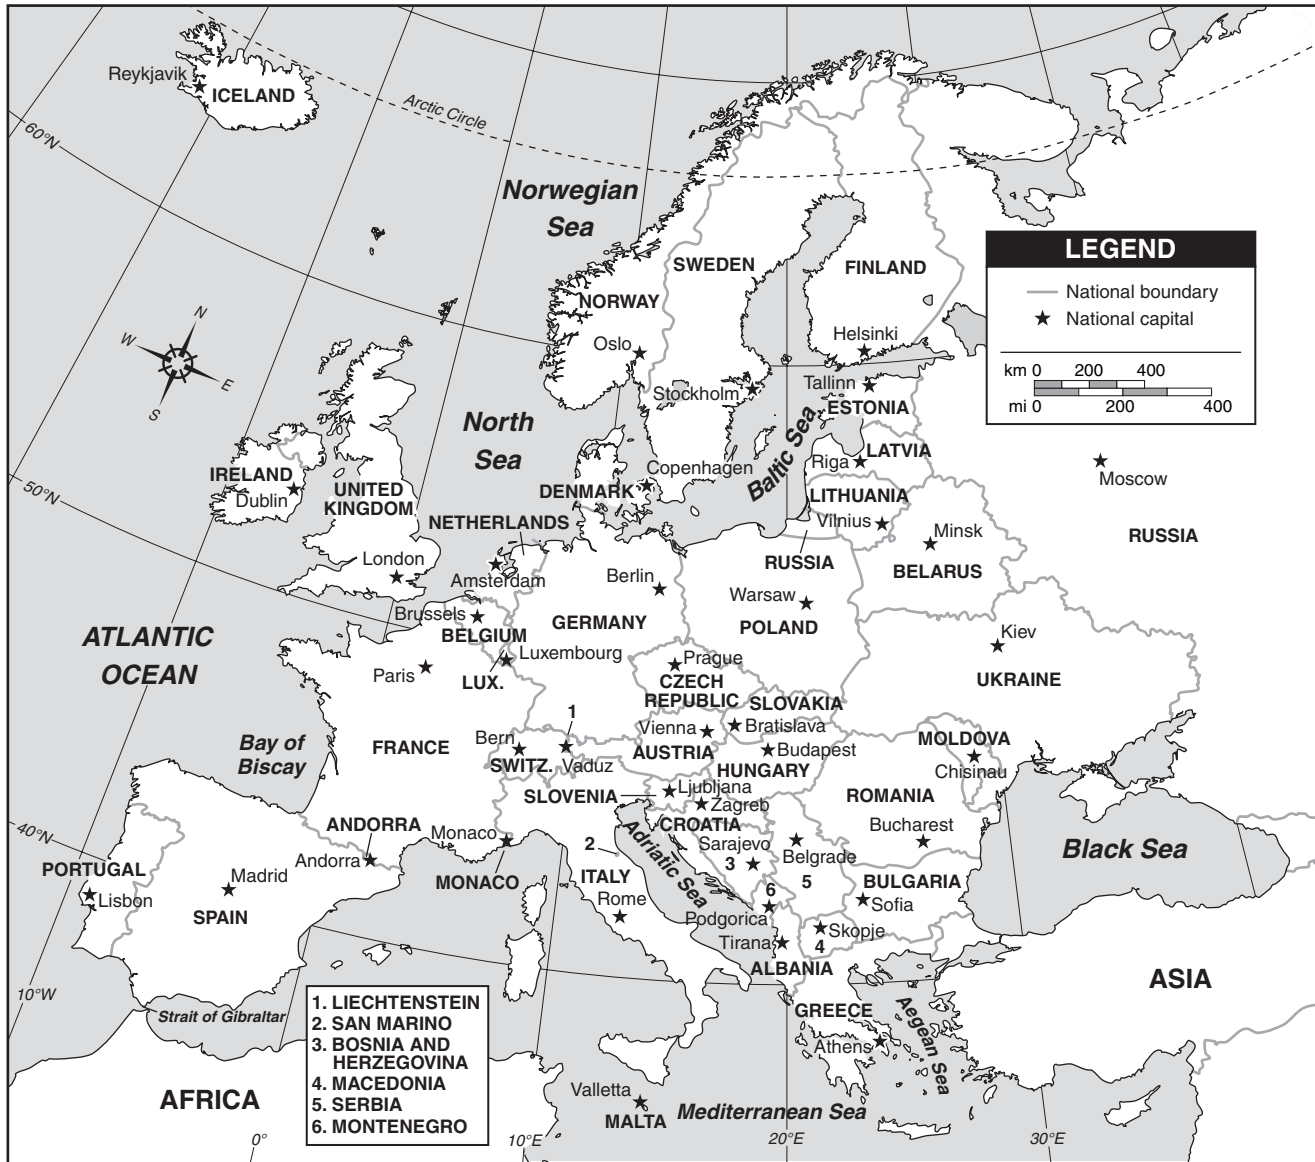 Reykjavik
ICELAND
Arctic Circle
60°N
Norwegian
Sea
LEGEND
National boundary
National capital
km 0 200 400
mi 0 200 400
SWEDEN
FINLAND
NORWAY
Oslo
Helsinki
N
W
E
S
Stockholm
Tallinn
ESTONIA
North
Sea
Baltic Sea
LATVIA
Riga
Moscow
IRELAND
Dublin
UNITED
KINGDOM
Copenhagen
DENMARK
LITHUANIA
Vilnius
50°N
NETHERLANDS
Minsk
RUSSIA
London
Amsterdam
Berlin
RUSSIA
BELARUS
Warsaw
Brussels
BELGIUM
GERMANY
POLAND
Kiev
ATLANTIC
OCEAN
Luxembourg
Paris
LUX.
Prague
CZECH
REPUBLIC
UKRAINE
SLOVAKIA
1
Vienna
Bratislava
Bay of
Biscay
FRANCE
Bern
SWITZ.
Vaduz
AUSTRIA
Budapest
HUNGARY
MOLDOVA
Chisinau
SLOVENIA
Ljubljana
Zagreb
ROMANIA
40°N
ANDORRA
Monaco
CROATIA
Bucharest
2
Adriatic Sea
Sarajevo
3
Belgrade
Black Sea
PORTUGAL
Andorra
Madrid
MONACO
ITALY
5
BULGARIA
Lisbon
SPAIN
Rome
6
Sofia
Podgorica
Skopje
Tirana
4
ALBANIA
ASIA
10°W
GREECE
Aegean Sea
Strait of Gibraltar
Athens
1. LIECHTENSTEIN
2. SAN MARINO
3. BOSNIA AND
HERZEGOVINA
4. MACEDONIA
5. SERBIA
6. MONTENEGRO
AFRICA
Valletta
MALTA
Mediterranean Sea
0°
10°E
20°E
30°E